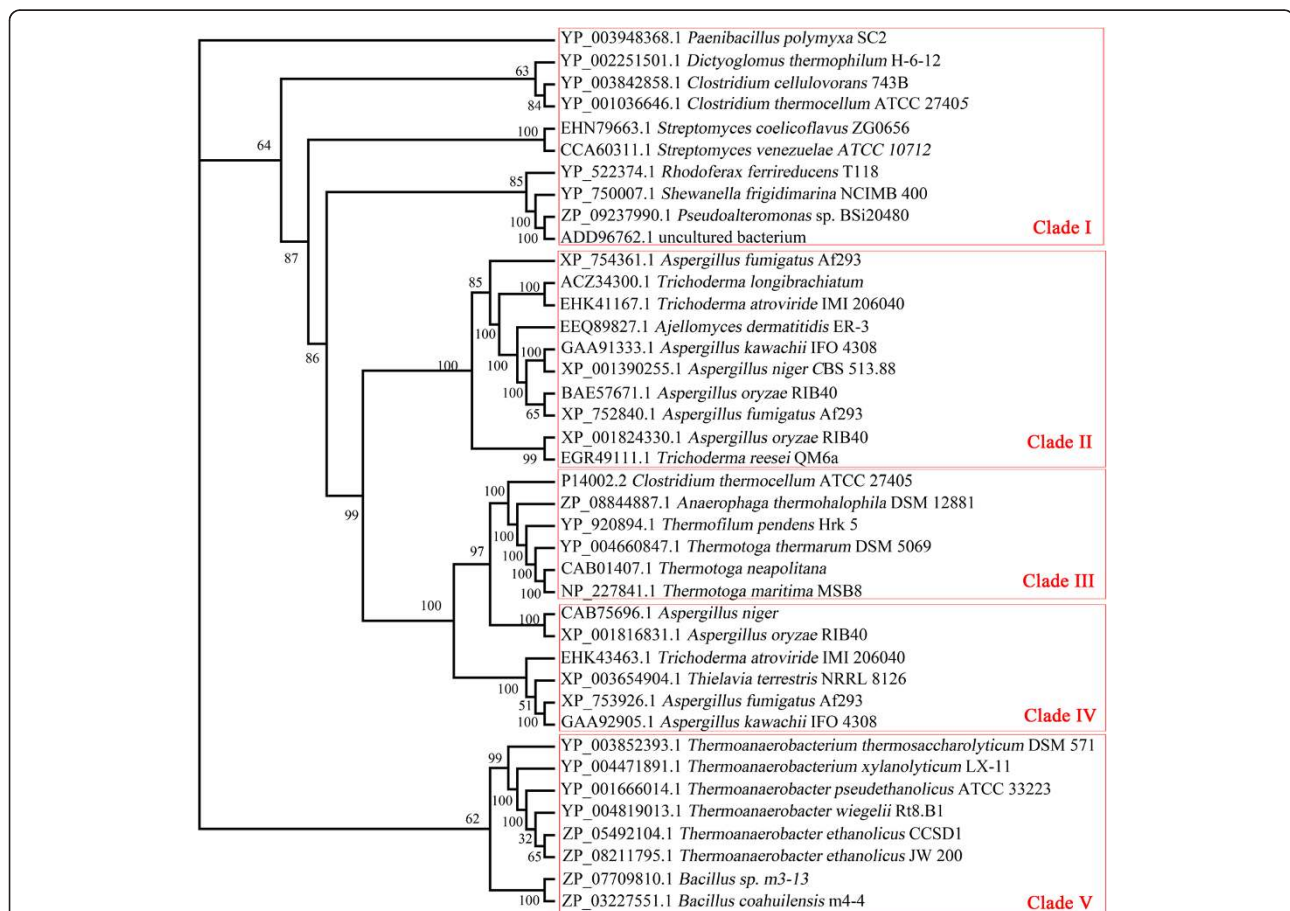 YP_003948368.1 Paenibacillus polymyxa SC2
YP_002251501.1 Dictyoglomus thermophilum H-6-12
63
YP_003842858.1 Clostridium cellulovorans 743B
YP_001036646.1 Clostridium thermocellum ATCC 27405
84
EHN79663.1 Streptomyces coelicoflavus ZG0656
100
64
CCA60311.1 Streptomyces venezuelae ATCC 10712
YP_522374.1 Rhodoferax ferrireducens T118
85
YP_750007.1 Shewanella frigidimarina NCIMB 400
ZP_09237990.1 Pseudoalteromonas sp. BSi20480
100
Clade I
ADD96762.1 uncultured bacterium
100
87
XP_754361.1 Aspergillus fumigatus Af293
85
ACZ34300.1 Trichoderma longibrachiatum
100
EHK41167.1 Trichoderma atroviride IMI 206040
EEQ89827.1 Ajellomyces dermatitidis ER-3
100
GAA91333.1 Aspergillus kawachii IFO 4308
100
86
100
100
XP_001390255.1 Aspergillus niger CBS 513.88
BAE57671.1 Aspergillus oryzae RIB40
100
XP_752840.1 Aspergillus fumigatus Af293
65
XP_001824330.1 Aspergillus oryzae RIB40
Clade II
EGR49111.1 Trichoderma reesei QM6a
99
P14002.2 Clostridium thermocellum ATCC 27405
100
ZP_08844887.1 Anaerophaga thermohalophila DSM 12881
99
YP_920894.1 Thermofilum pendens Hrk 5
100
YP_004660847.1 Thermotoga thermarum DSM 5069
100
97
CAB01407.1 Thermotoga neapolitana
100
Clade III
NP_227841.1 Thermotoga maritima MSB8
100
100
CAB75696.1 Aspergillus niger
100
XP_001816831.1 Aspergillus oryzae RIB40
EHK43463.1 Trichoderma atroviride IMI 206040
XP_003654904.1 Thielavia terrestris NRRL 8126
100
XP_753926.1 Aspergillus fumigatus Af293
51
GAA92905.1 Aspergillus kawachii IFO 4308
100
Clade IV
YP_003852393.1 Thermoanaerobacterium thermosaccharolyticum DSM 571
99
YP_004471891.1 Thermoanaerobacterium xylanolyticum LX-11
YP_001666014.1 Thermoanaerobacter pseudethanolicus ATCC 33223
100
YP_004819013.1 Thermoanaerobacter wiegelii Rt8.B1
100
62
ZP_05492104.1 Thermoanaerobacter ethanolicus CCSD1
32
ZP_08211795.1 Thermoanaerobacter ethanolicus JW 200
65
ZP_07709810.1 Bacillus sp. m3-13
ZP_03227551.1 Bacillus coahuilensis m4-4
100
Clade V